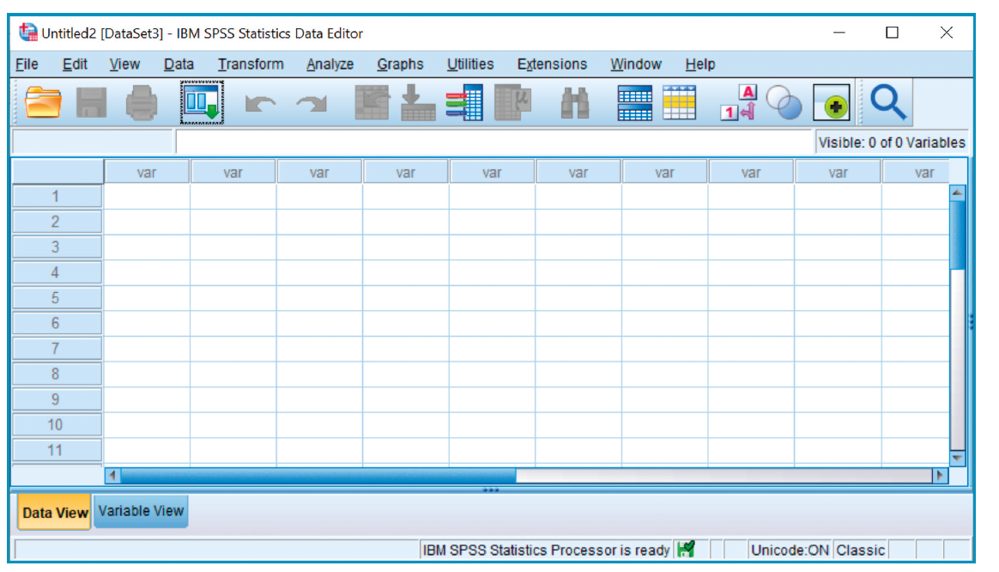 Untitled2 [DataSet3] - IBM SPSS Statistics Data Editor
File Edit View Data Transform Analyze Graphs Utilities Extensions Window Help
A
1 μ
Visible: 0 of 0 Variables
var var var var var var var var var var
1
2
3
4
5
6
7
8
9
10
11
Data View Variable View
IBM SPSS Statistics Processor is ready Unicode:ON Classic